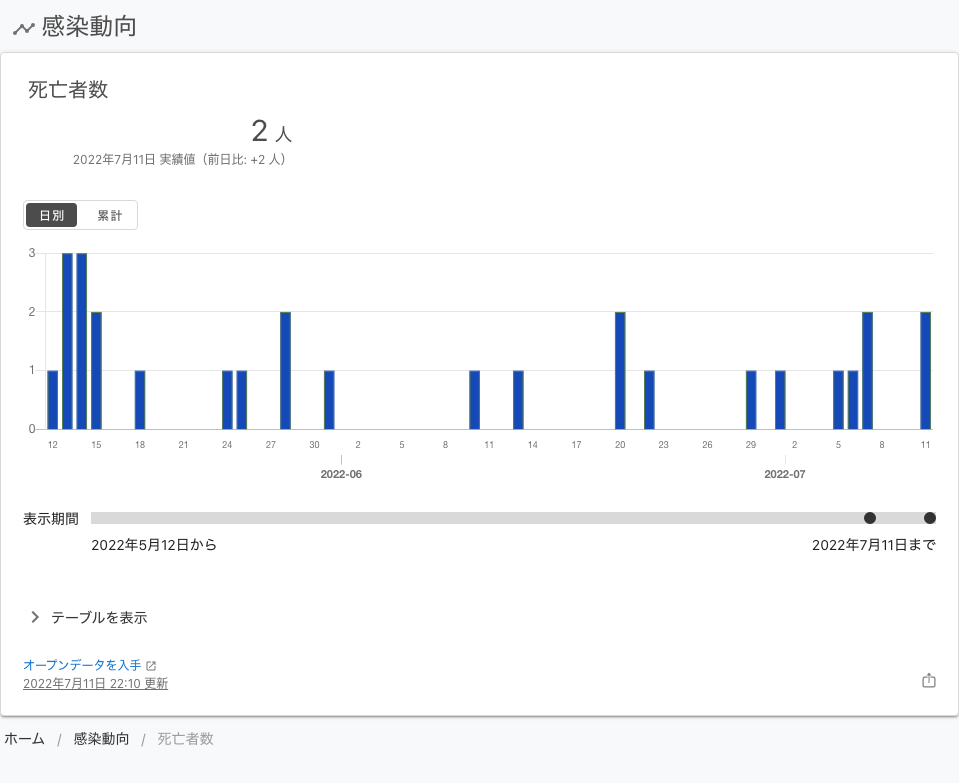 感染動向
死亡者数
2 人
2022年7月11日 実績値（前日比: +2 人）
日別 累計
3
2
1
0
12 15 18 21 24 27 30 2 5 8 11 14 17 20 23 26 29 2 5 8 11
2022-06 2022-07
表示期間
2022年5月12日から 2022年7月11日まで
テーブルを表示
オープンデータを入手
2022年7月11日 22:10 更新
ホーム / 感染動向 / 死亡者数